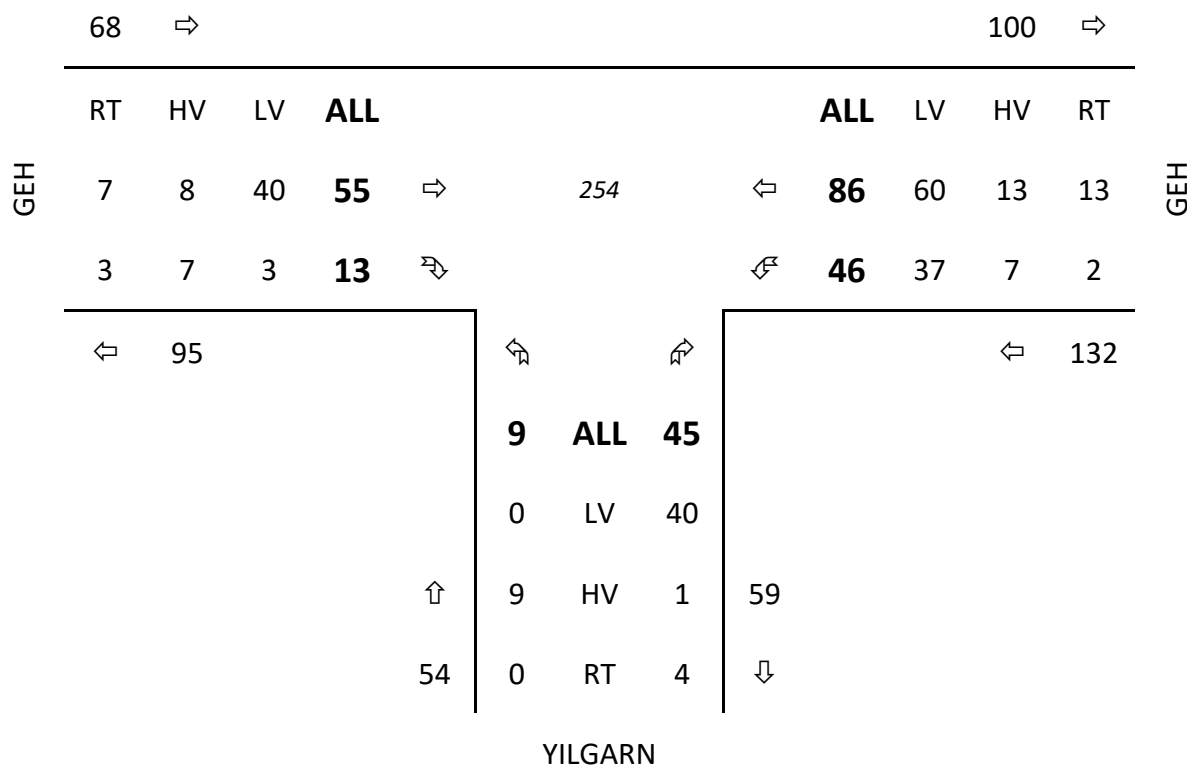 68 ⇨ 100 ⇨
RT HV LV ALL ALL LV HV RT
GEH 7 8 40 55 ⇨ 254 ⇦ 86 60 13 13 GEH
3 7 3 13 46 37 7 2
⇦ 95 ⇦ 132
9 ALL 45
0 LV 40
⇧ 9 HV 1 59
54 0 RT 4 ⇩
YILGARN